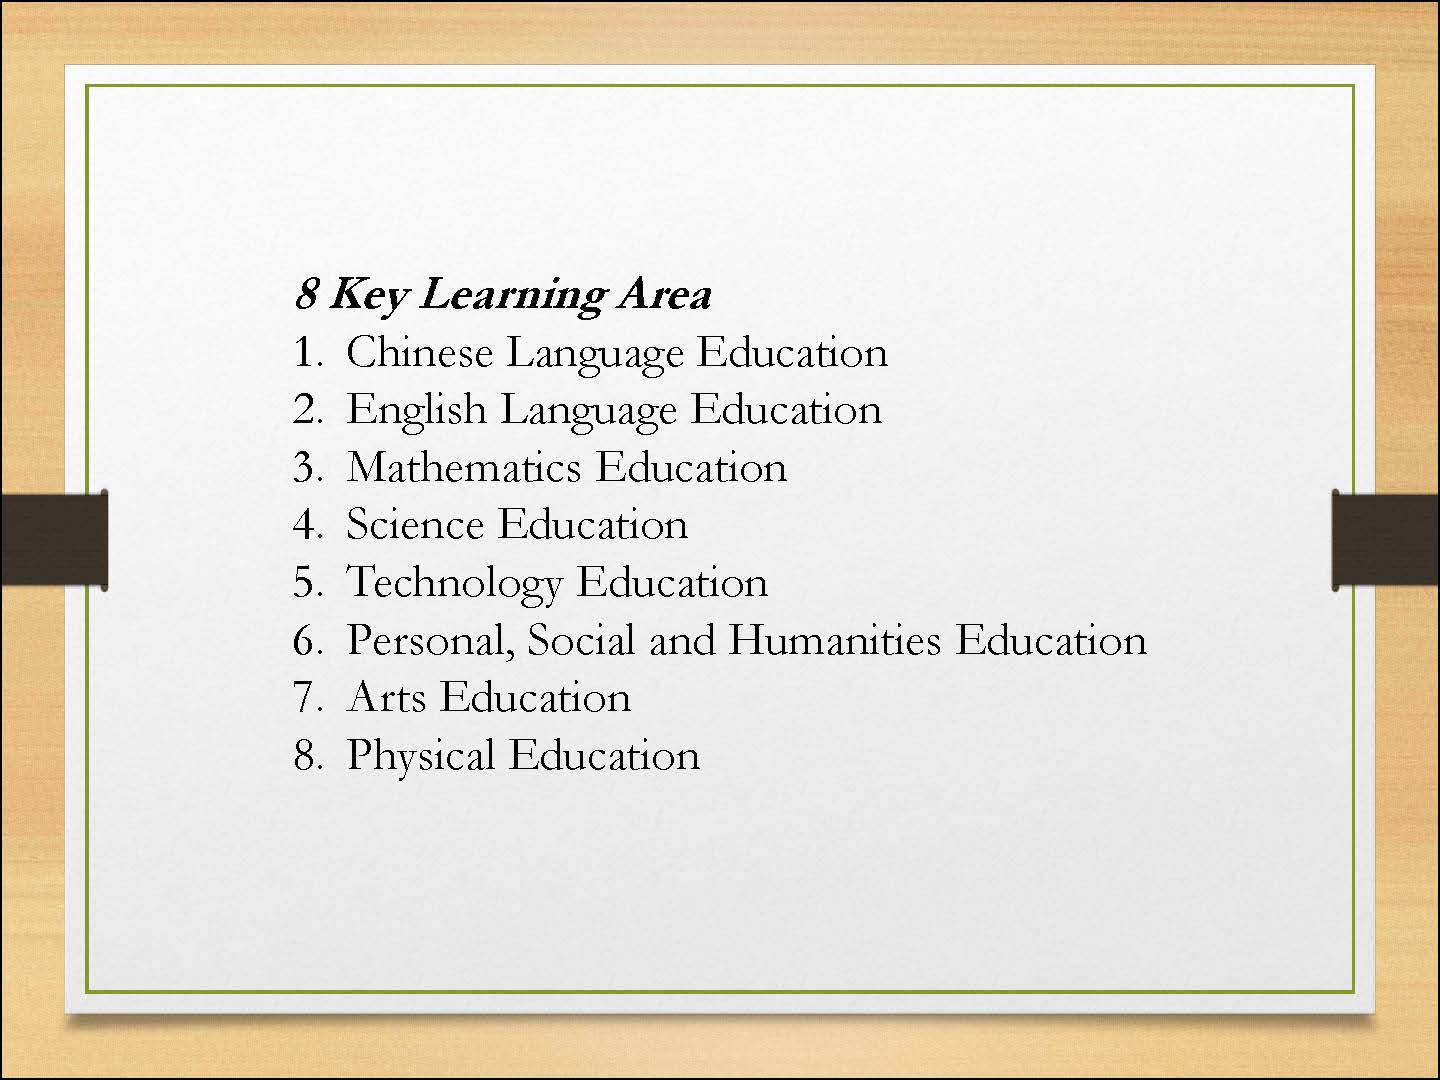 8 Key Learning Area
1. Chinese Language Education
2. English Language Education
3. Mathematics Education
4. Science Education
5. Technology Education
6. Personal, Social and Humanities Education
7. Arts Education
8. Physical Education